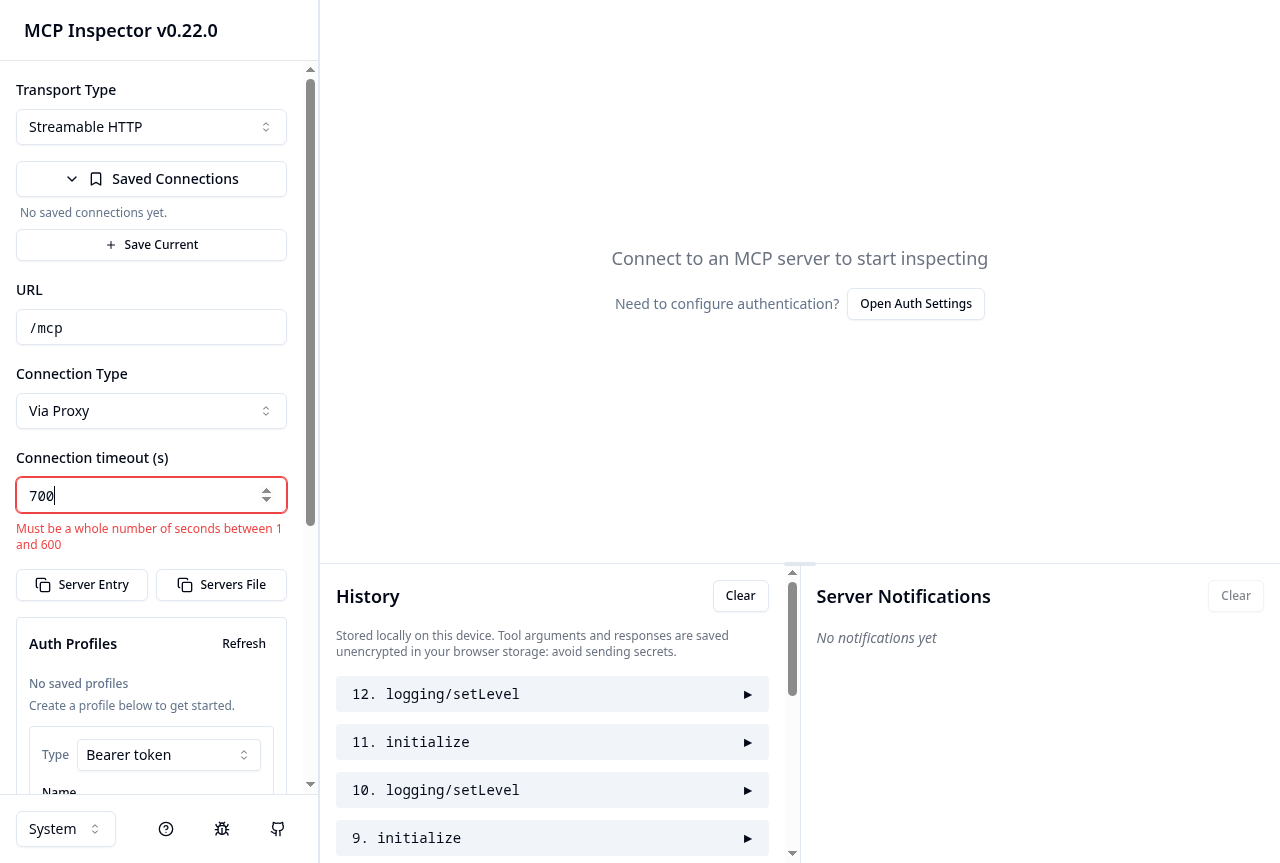 MCP Inspector v0.22.0
Transport Type
Streamable HTTP
Saved Connections
No saved connections yet.
Save Current
URL
/mcp
Connection Type
Via Proxy
Connection timeout (s)
700
Must be a whole number of seconds between 1
and 600
Server Entry
Servers File
Auth Profiles
Refresh
No saved profiles
Create a profile below to get started.
Type
Bearer token
Name
System
Connect to an MCP server to start inspecting
Need to configure authentication?
Open Auth Settings
History
Clear
Stored locally on this device. Tool arguments and responses are saved
unencrypted in your browser storage: avoid sending secrets.
12. logging/setLevel
11. initialize
10. logging/setLevel
9. initialize
Server Notifications
Clear
No notifications yet